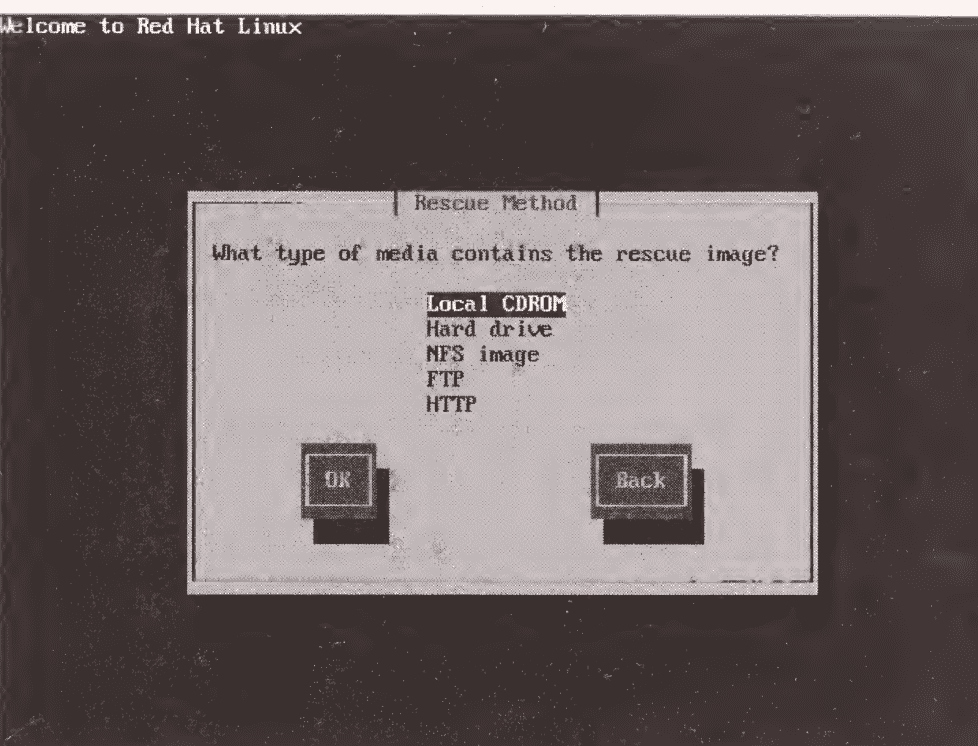 Welcome to Red Hat Linux
Rescue Method
What type of media contains the rescue image?
Local CDROM
Hard drive
NFS image
FTP
HTTP
OK
Back